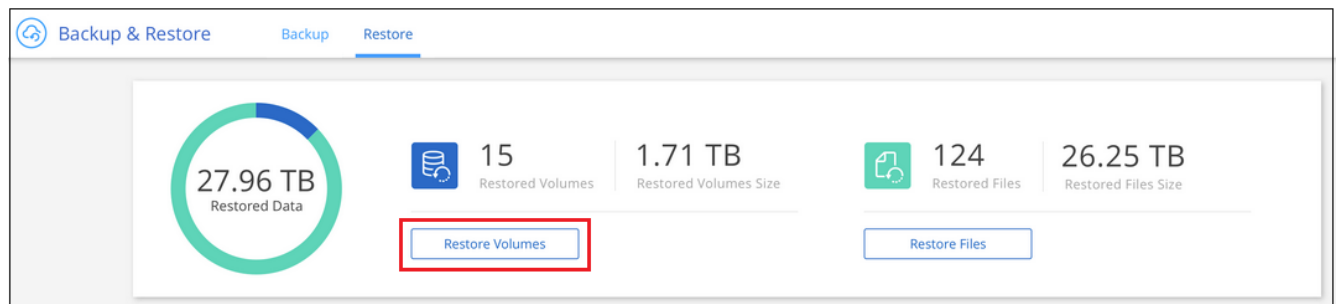 Backup & Restore Backup Restore
27.96 TB
Restored Data
15
Restored Volumes
1.71 TB
Restored Volumes Size
Restore Volumes
124
Restored Files
26.25 TB
Restored Files Size
Restore Files